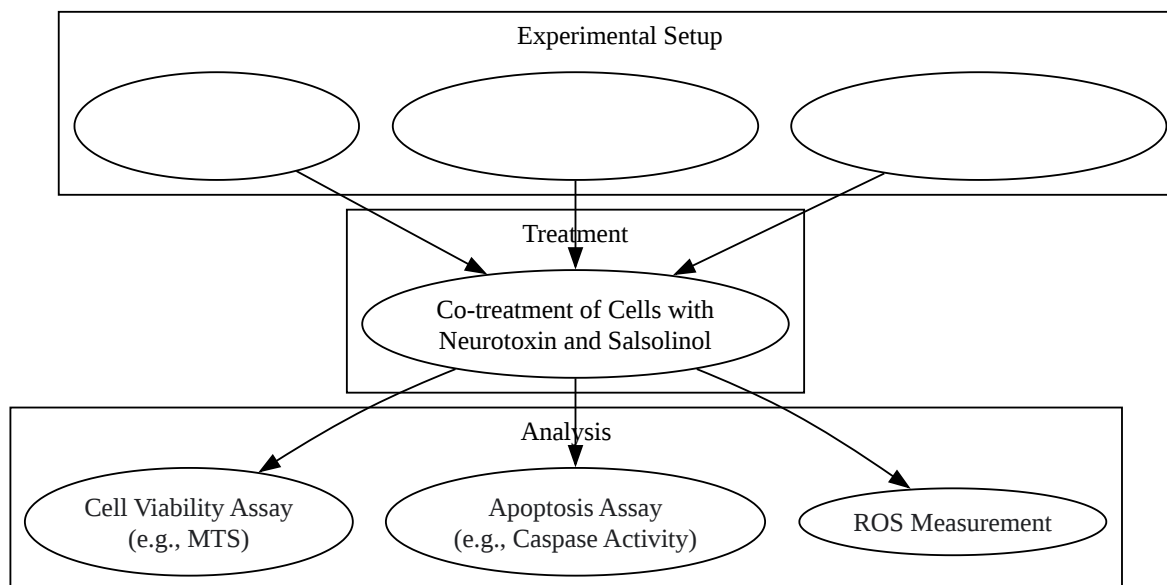 Experimental Setup
Treatment
Co-treatment of Cells with
Neurotoxin and Salsolinol
Analysis
Cell Viability Assay
(e.g., MTS)
Apoptosis Assay
(e.g., Caspase Activity)
ROS Measurement